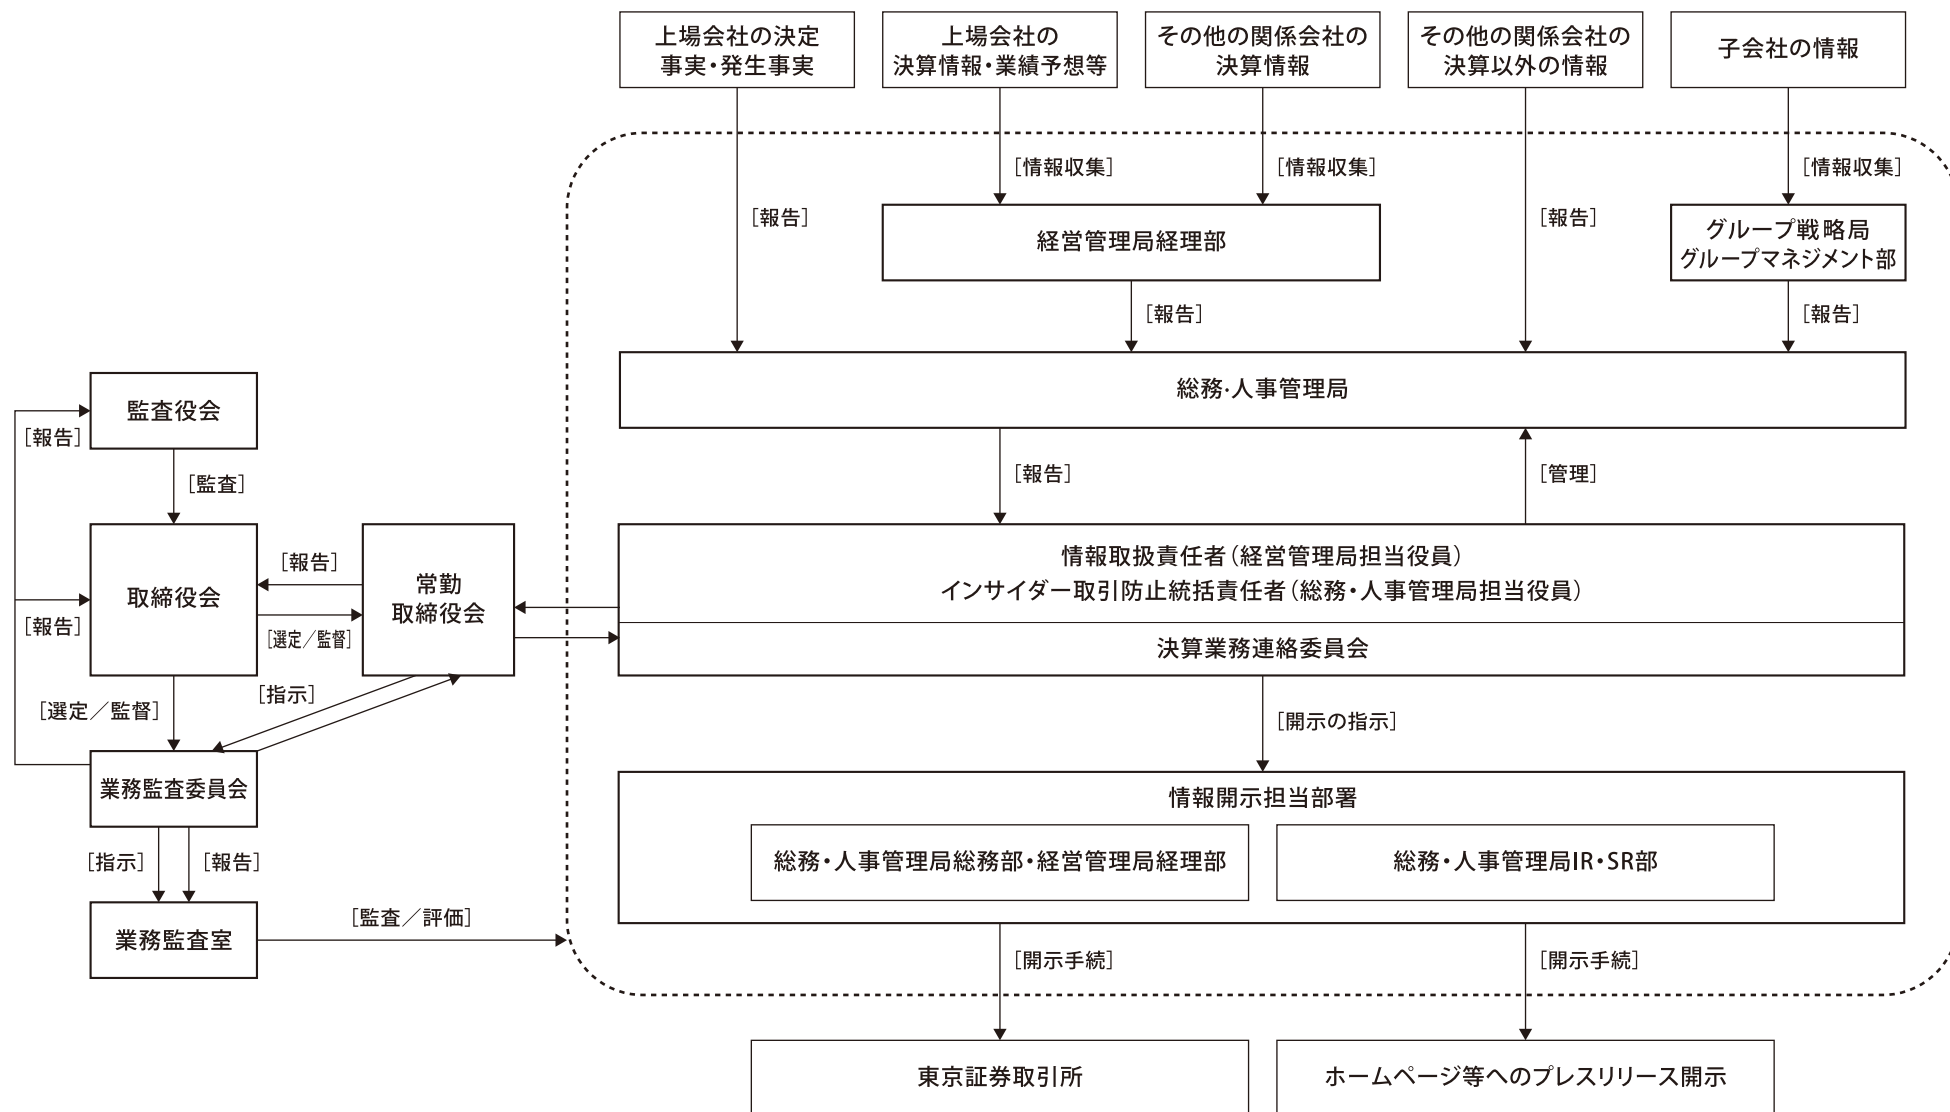 上場会社の決定
事実・発生事実
上場会社の
決算情報・業績予想等
その他の関係会社の
決算情報
その他の関係会社の
決算以外の情報
子会社の情報
[情報収集]
[情報収集]
[情報収集]
[報告]
[報告]
経営管理局経理部
グループ戦略局
グループマネジメント部
[報告]
[報告]
総務・人事管理局
監査役会
[報告]
[監査]
[報告]
[管理]
取締役会
[報告]
[報告]
[選定／監督]
常勤
取締役会
情報取扱責任者(経営管理局担当役員)
インサイダー取引防止統括責任者(総務・人事管理局担当役員)
決算業務連絡委員会
[指示]
[選定／監督]
[開示の指示]
業務監査委員会
情報開示担当部署
[指示]
[報告]
総務・人事管理局総務部・経営管理局経理部
総務・人事管理局IR・SR部
業務監査室
[監査／評価]
[開示手続]
[開示手続]
東京証券取引所
ホームページ等へのプレスリリース開示